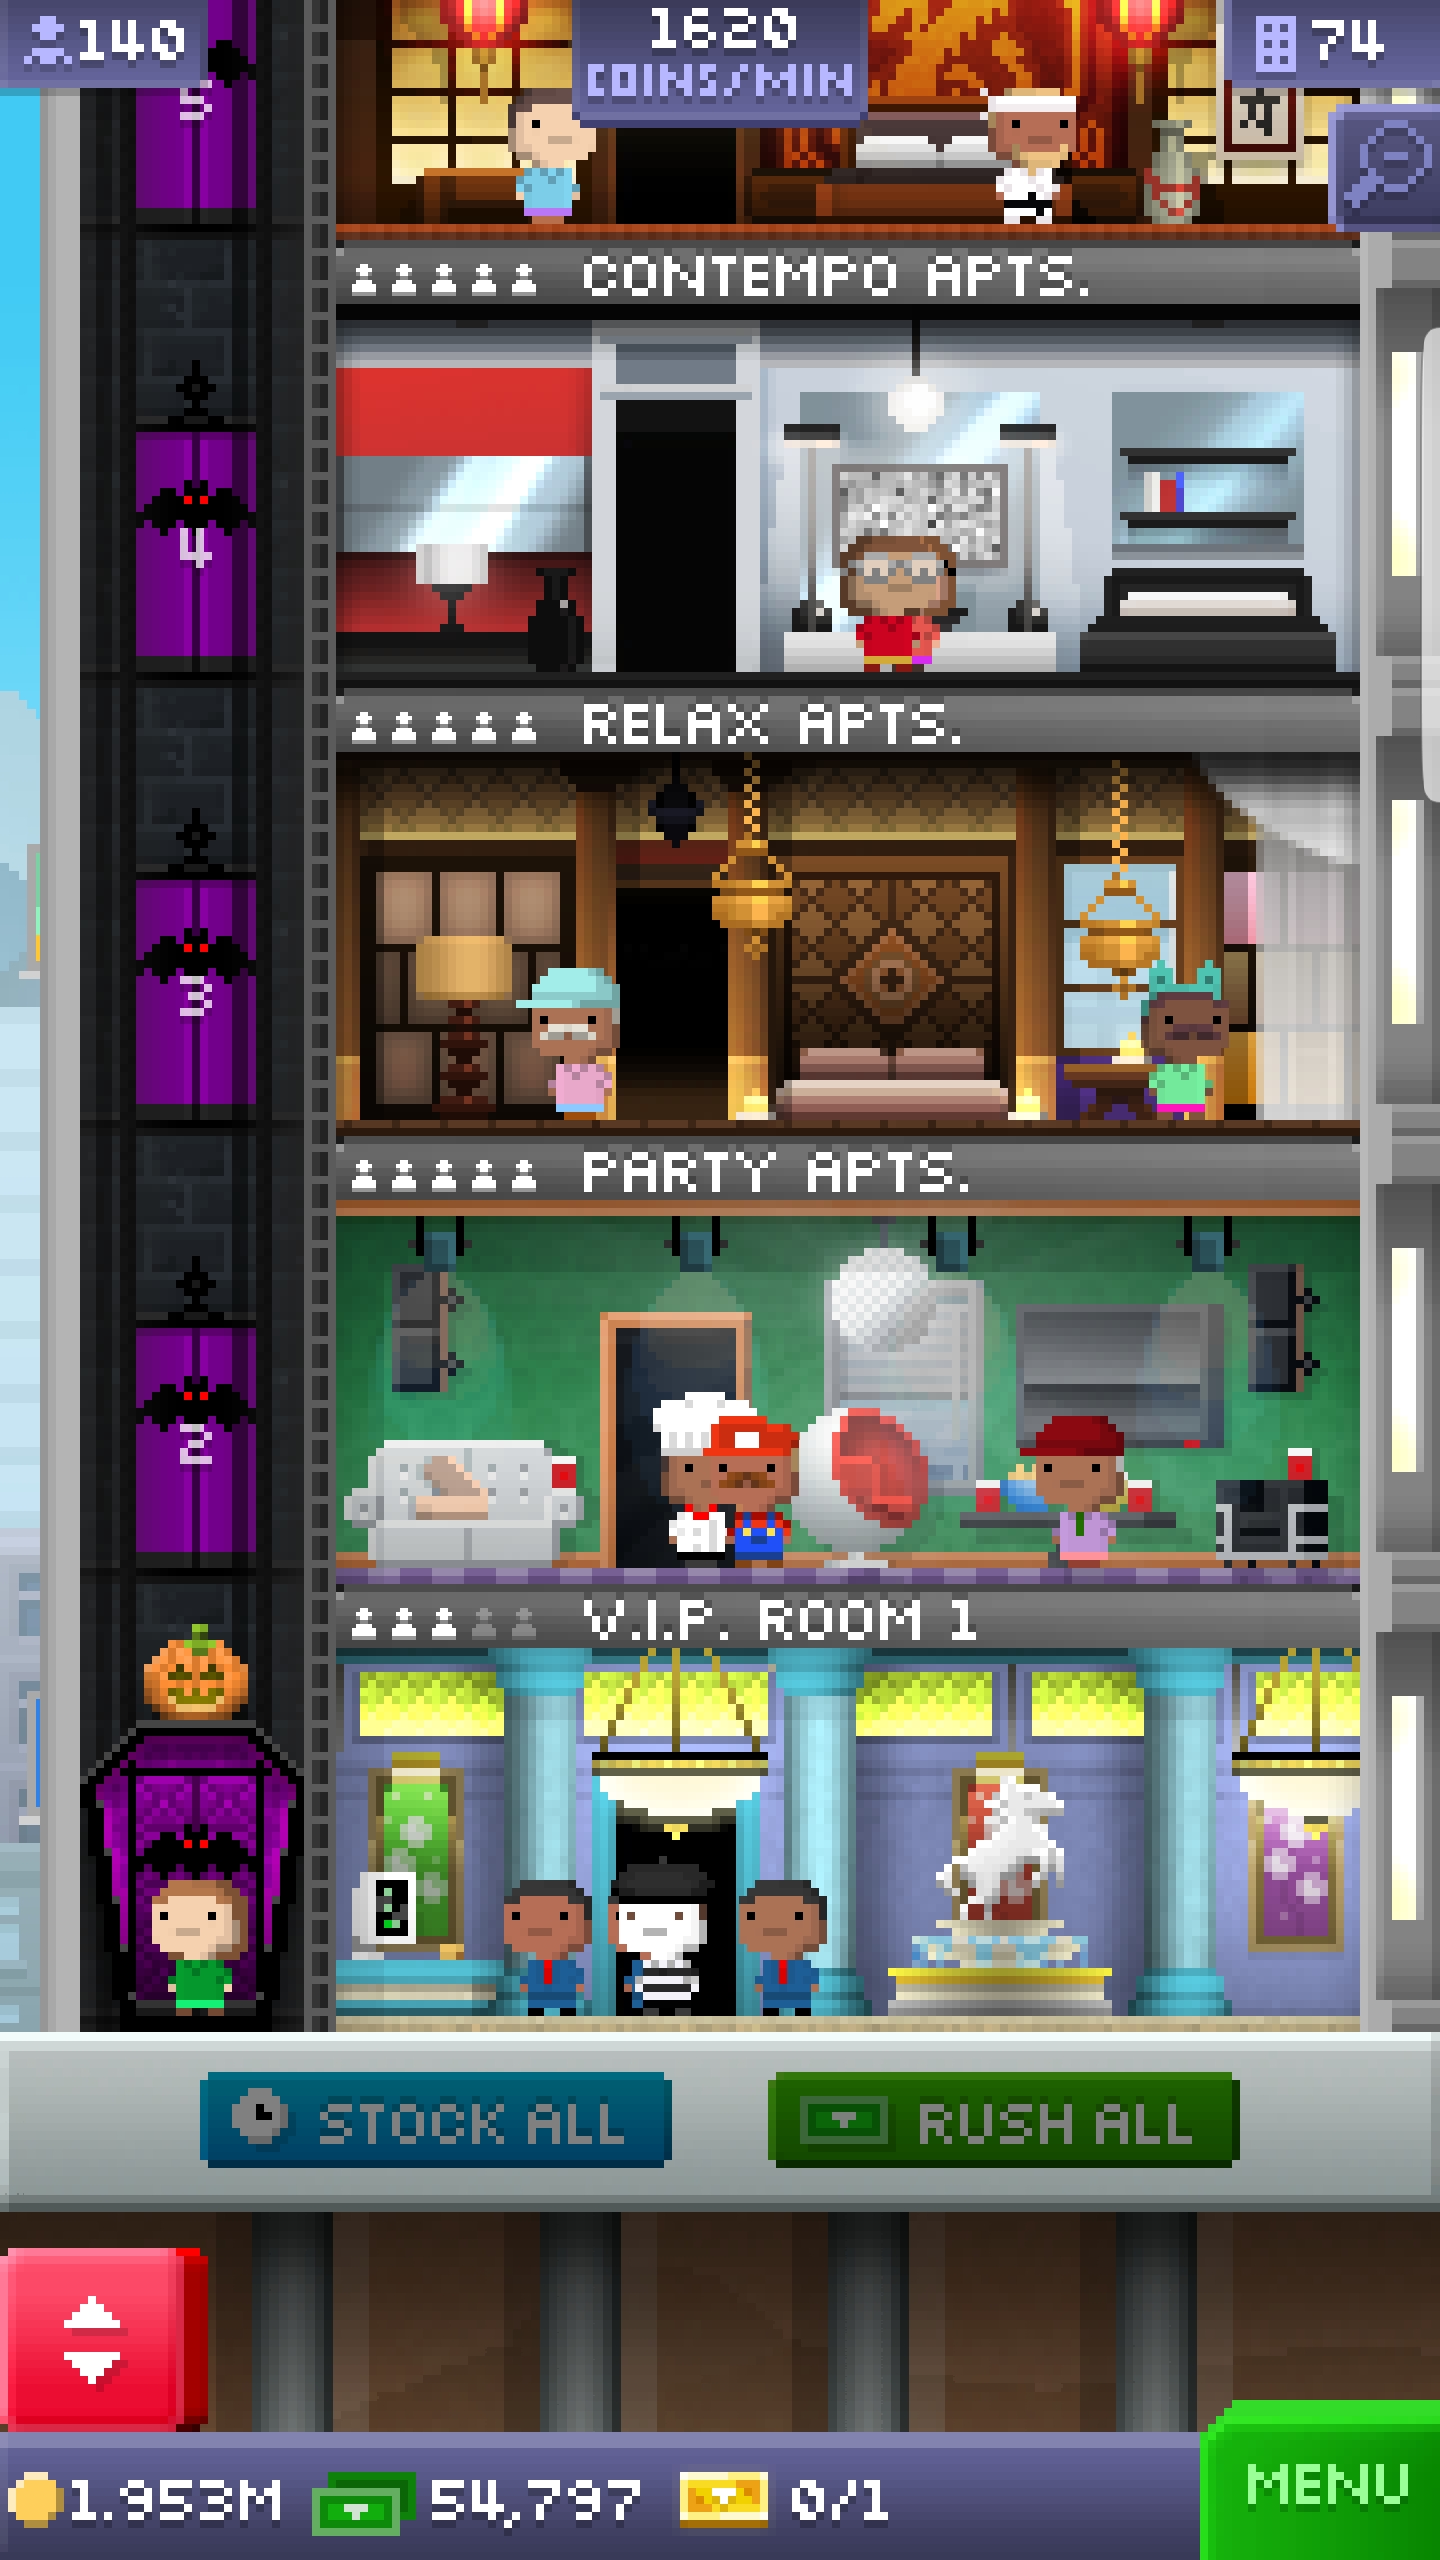 140
1620
COINS/MIN
74
5
CONTEMPO APTS.
4
RELAX APTS.
3
PARTY APTS.
2
V.I.P. ROOM 1
STOCK ALL
RUSH ALL
1.953M
54,797
0/1
MENU